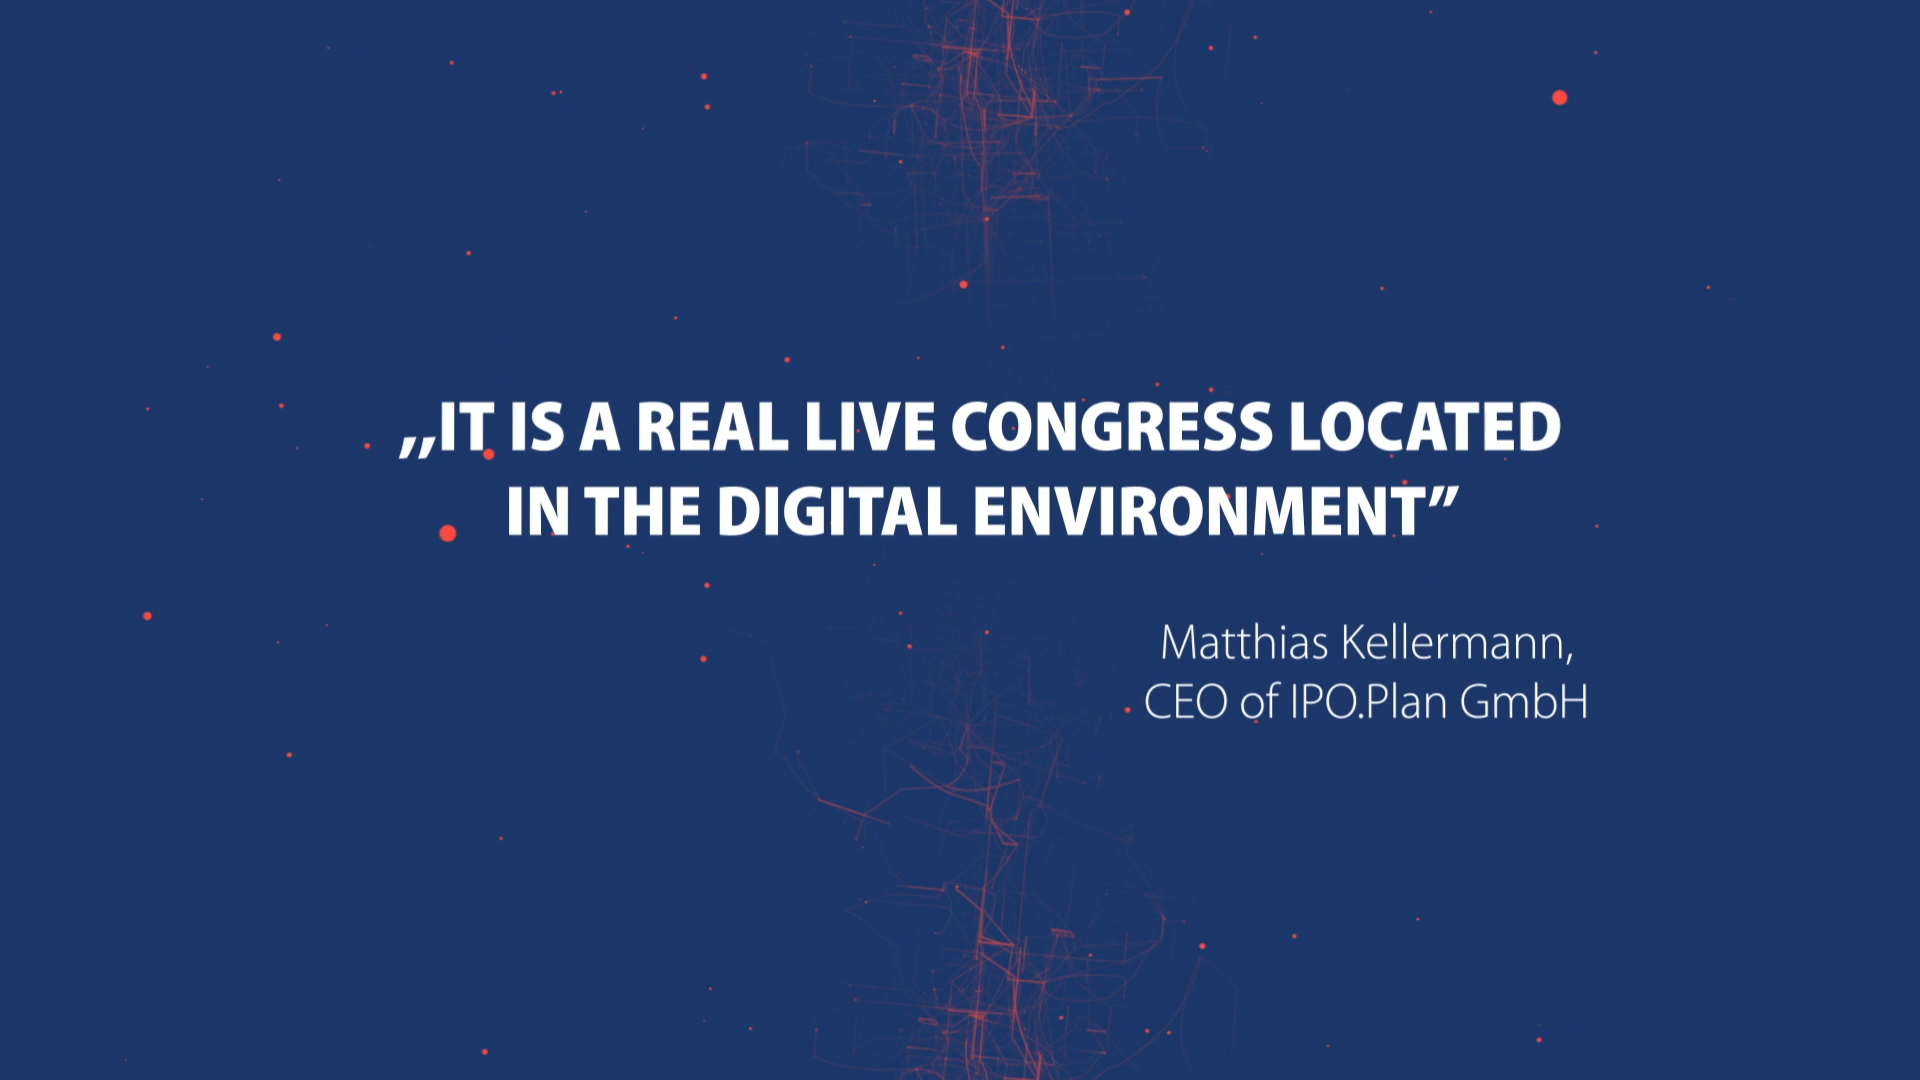 ,,IT IS A REAL LIVE CONGRESS LOCATED
IN THE DIGITAL ENVIRONMENT”
Matthias Kellermann,
CEO of IPO.Plan GmbH